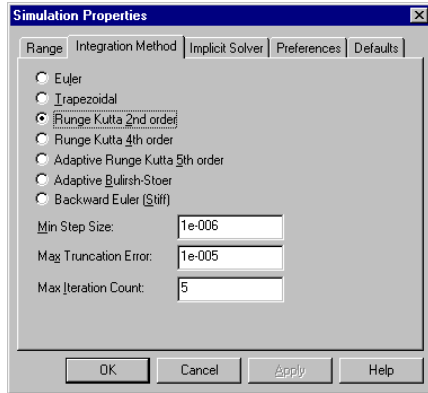 Simulation Properties
Range Integration Method Implicit Solver Preferences Defaults
Euler
Trapezoidal
Runge Kutta 2nd order
Runge Kutta 4th order
Adaptive Runge Kutta 5th order
Adaptive Bulirsh-Stoer
Backward Euler (Stiff)
Min Step Size: 1e-006
Max Truncation Error: 1e-005
Max Iteration Count: 5
OK Cancel Apply Help